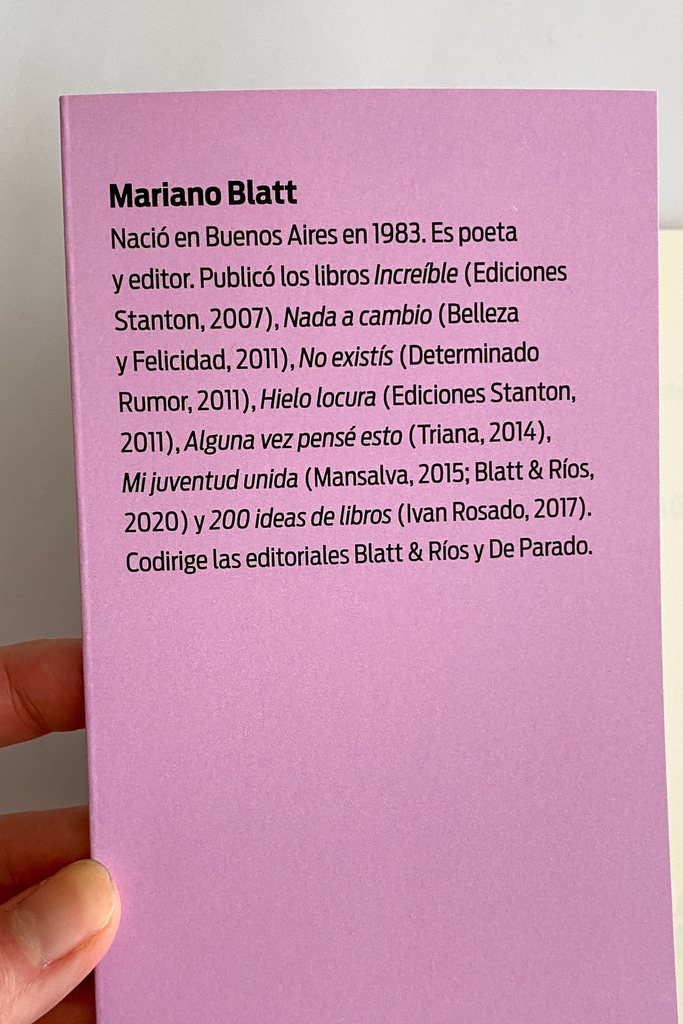 Mariano Blatt
Nació en Buenos Aires en 1983. Es poeta
y editor. Publicó los libros Increíble (Ediciones
Stanton, 2007), Nada a cambio (Belleza
y Felicidad, 2011), No existís (Determinado
Rumor, 2011), Hielo locura (Ediciones Stanton,
2011), Alguna vez pensé esto (Triana, 2014),
Mi juventud unida (Mansalva, 2015; Blatt & Ríos,
2020) y 200 ideas de libros (Ivan Rosado, 2017).
Codirige las editoriales Blatt & Ríos y De Parado.